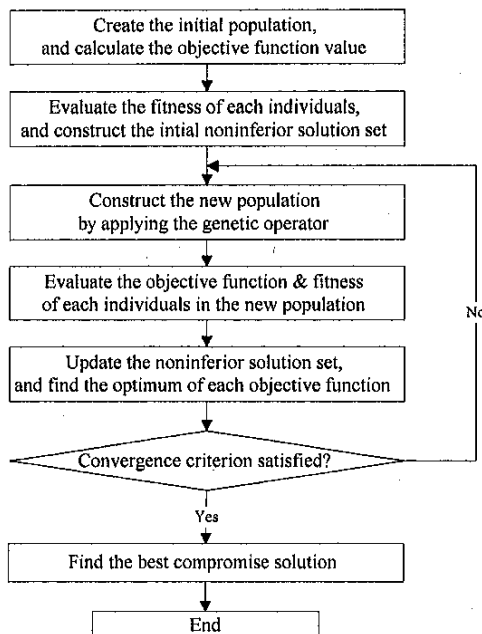 Create the initial population,
and calculate the objective function value
Evaluate the fitness of each individuals,
and construct the intial noninferior solution set
Construct the new population
by applying the genetic operator
Evaluate the objective function & fitness
of each individuals in the new population
No
Update the noninferior solution set,
and find the optimum of each objective function
Convergence criterion satisfied?
Yes
Find the best compromise solution
End